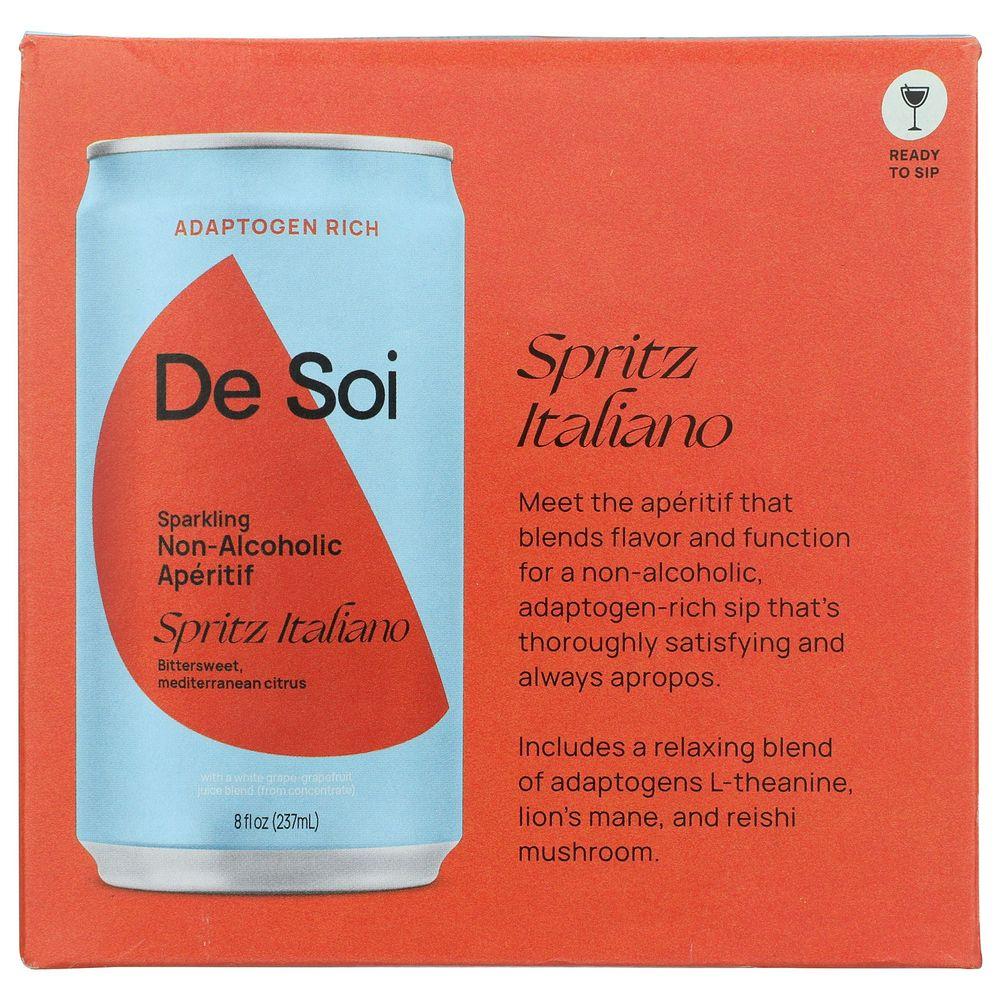 READY
TO SIP
ADAPTOGEN RICH
De Soi
Sparkling
Non-Alcoholic
Apéritif
Spritz Italiano
Bittersweet,
mediterranean citrus
with a white grape-grapefruit
juice blend (from concentrate)
8 fl oz (237mL)
Spritz
Italiano
Meet the apéritif that
blends flavor and function
for a non-alcoholic,
adaptogen-rich sip that's
thoroughly satisfying and
always apropos.
Includes a relaxing blend
of adaptogens L-theanine,
lion's mane, and reishi
mushroom.